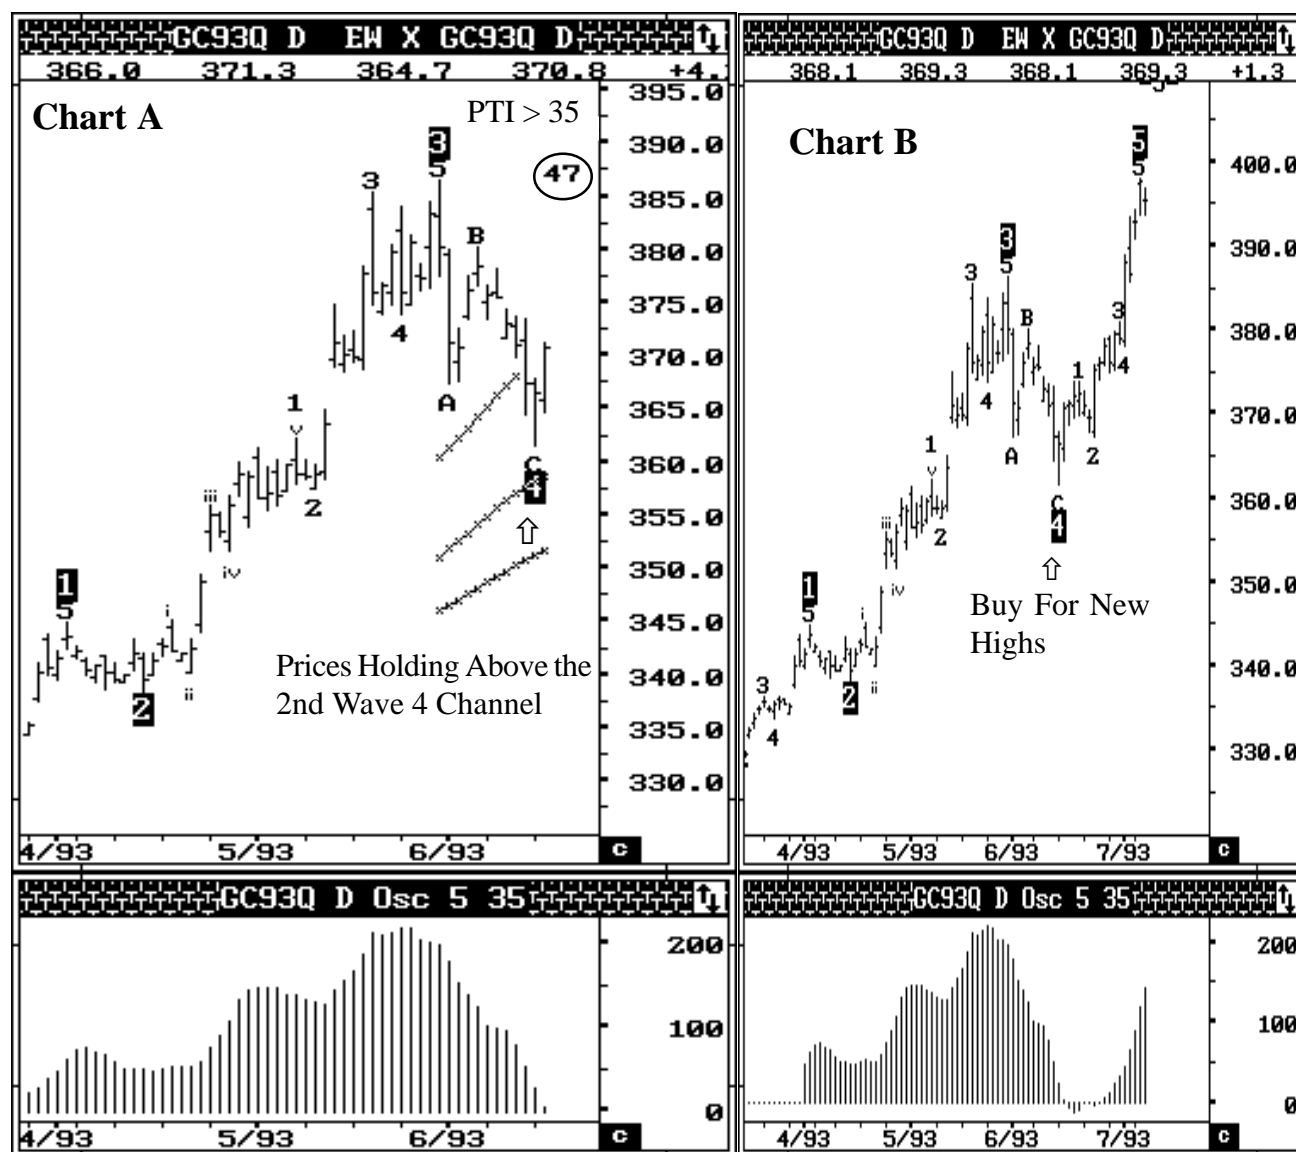 GC93Q D EW X GC93Q D
366.0 371.3 364.7 370.8 +4.
Chart A
PTI > 35
47
395.0
390.0
385.0
380.0
375.0
370.0
365.0
360.0
355.0
350.0
345.0
340.0
335.0
330.0
3
5
3
B
4
A
1
v
2
C
4
iii
iv
1
5
i
ii
2
Prices Holding Above the
2nd Wave 4 Channel
4/93 5/93 6/93 C
GC93Q D Osc 5 35
200
100
0
4/93 5/93 6/93 C
GC93Q D EW X GC93Q D
368.1 369.3 368.1 369.3 +1.3
Chart B
400.0
390.0
380.0
370.0
360.0
350.0
340.0
330.0
5
5
3
5
3
B
3
4
1
4
A
2
1
v
2
C
4
iii
iv
1
5
i
ii
2
3
4
Buy For New
Highs
4/93 5/93 6/93 7/93 C
GC93Q D Osc 5 35
200
100
0
4/93 5/93 6/93 7/93 C